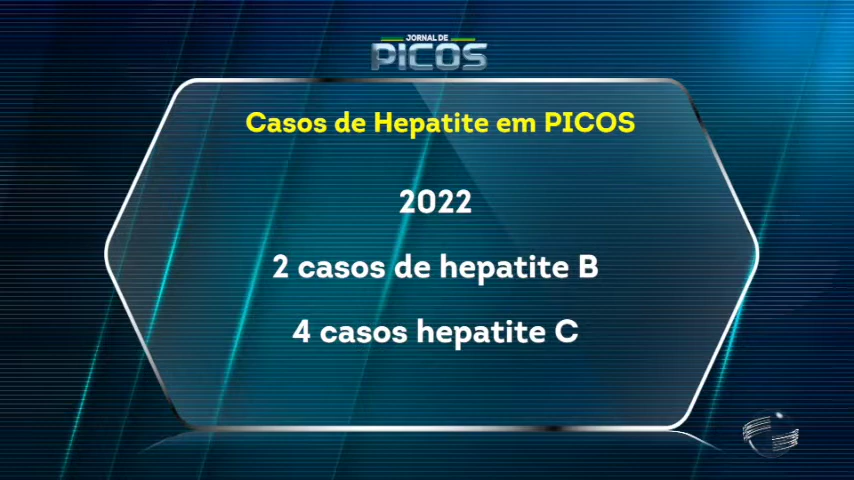 JORNAL DE
PICOS
Casos de Hepatite em PICOS
2022
2 casos de hepatite B
4 casos hepatite C